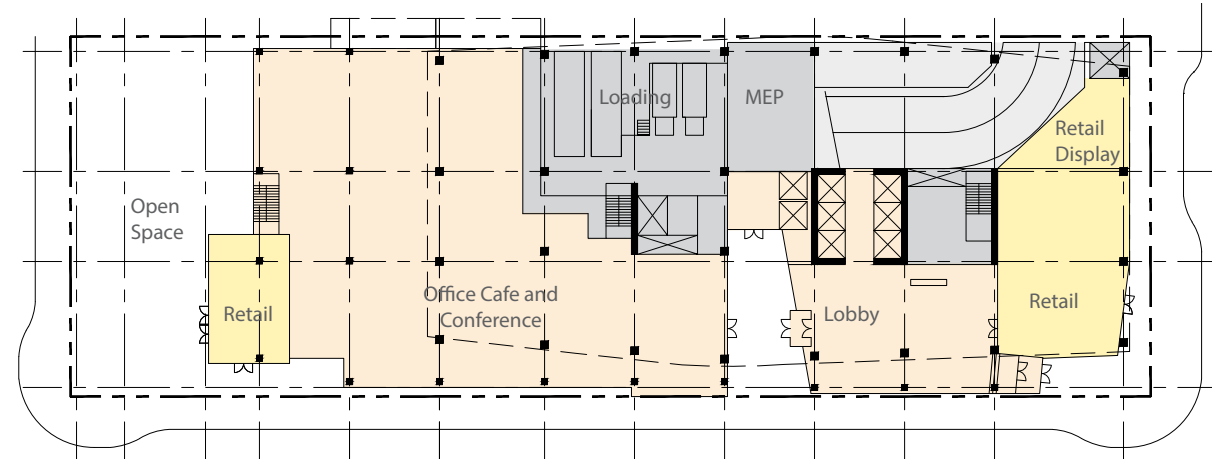 Loading
MEP
Retail
Display
Open
Space
Office Cafe and
Conference
Retail
Lobby
Retail